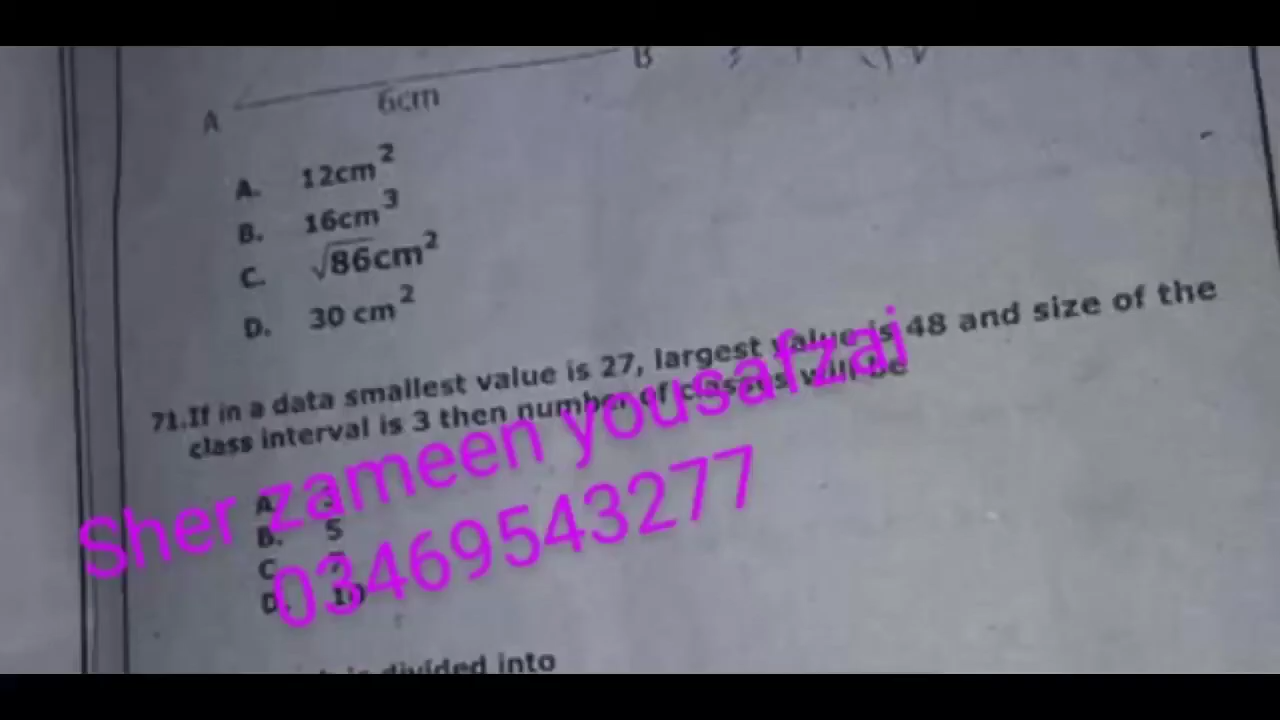 B
A
6cm
A. 12cm²
B. 16cm³
C. √86cm²
D. 30 cm²
71.If in a data smallest value is 27, largest value is 48 and size of the
class interval is 3 then number of classes will be
A.
B. 5
C.
D. 10
Sher zameen yousafzai
03469543277
is divided into